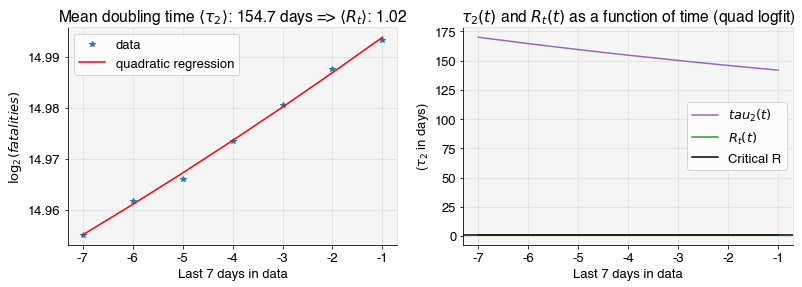 Mean doubling time ⟨τ₂⟩: 154.7 days => ⟨Rₜ⟩: 1.02
data
quadratic regression
log₂(fatalities)
14.99
14.98
14.97
14.96
-7 -6 -5 -4 -3 -2 -1
Last 7 days in data
τ₂(t) and Rₜ(t) as a function of time (quad logfit)
(τ₂ in days)
175
150
125
100
75
50
25
0
tau₂(t)
Rₜ(t)
Critical R
-7 -6 -5 -4 -3 -2 -1
Last 7 days in data